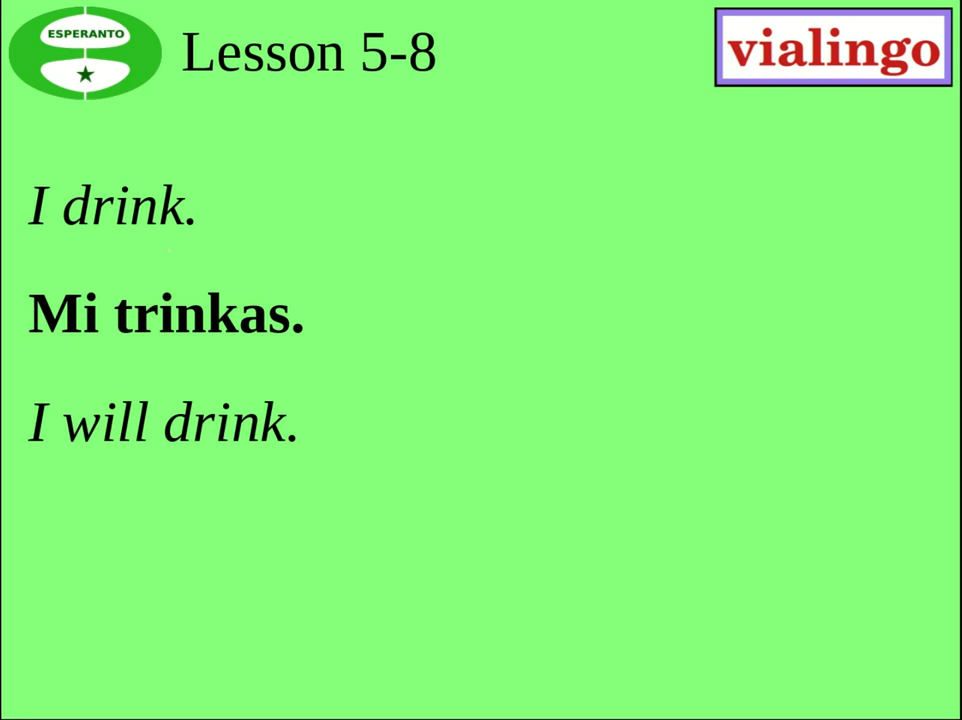 ESPERANTO
Lesson 5-8
vialingo
I drink.
Mi trinkas.
I will drink.